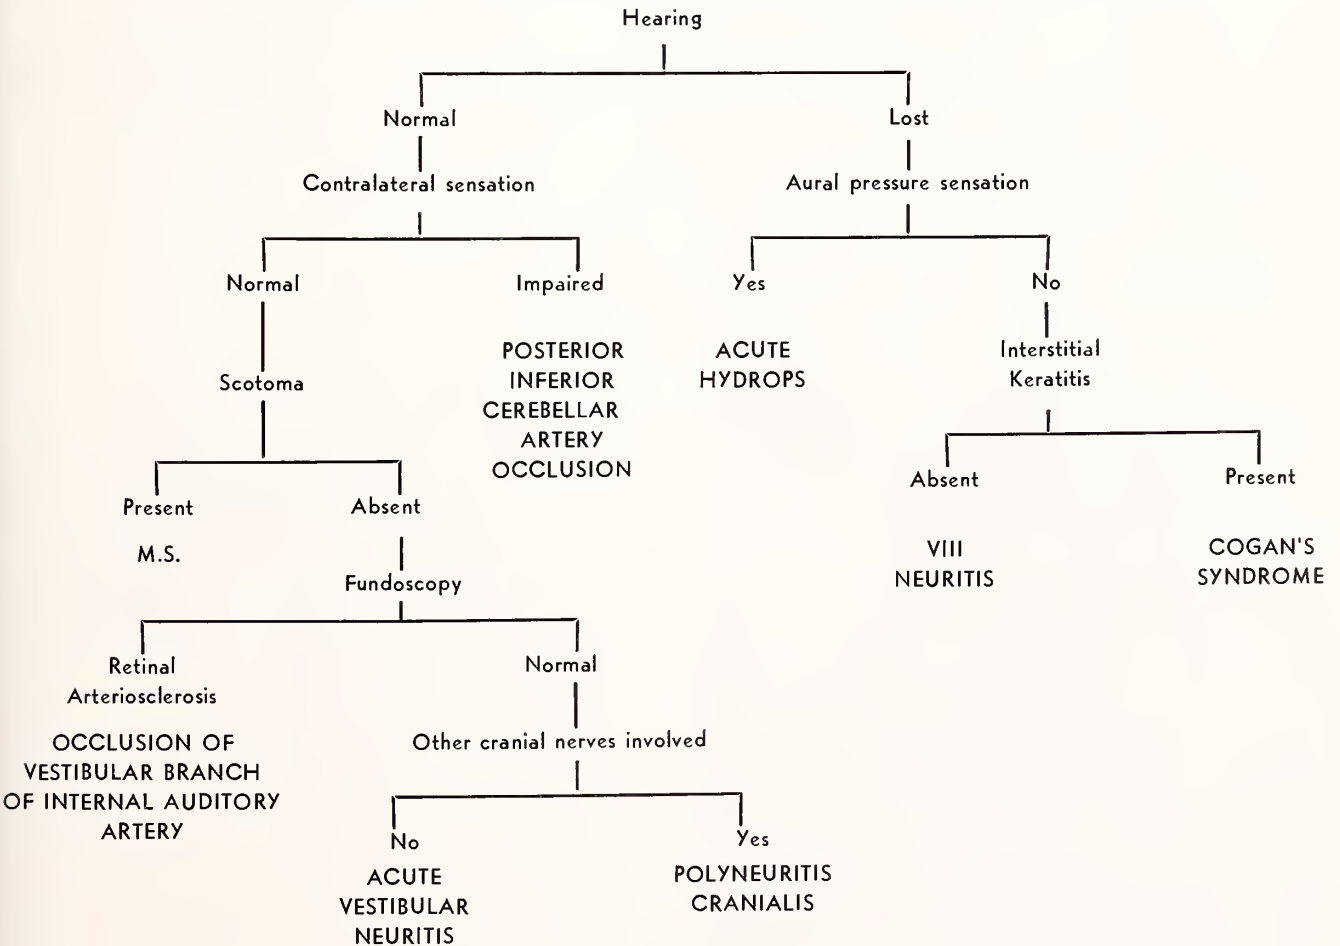 Hearing
Normal
Lost
Contralateral sensation
Aural pressure sensation
Normal
Impaired
Yes
No
POSTERIOR
INFERIOR
CEREBELLAR
ARTERY
OCCLUSION
ACUTE
HYDROPS
Interstitial
Keratitis
Scotoma
Absent
Present
Present
Absent
M.S.
VIII
NEURITIS
COGAN'S
SYNDROME
Fundoscopy
Retinal
Arteriosclerosis
Normal
OCCLUSION OF
VESTIBULAR BRANCH
OF INTERNAL AUDITORY
ARTERY
Other cranial nerves involved
No
Yes
ACUTE
VESTIBULAR
NEURITIS
POLYNEURITIS
CRANIALIS